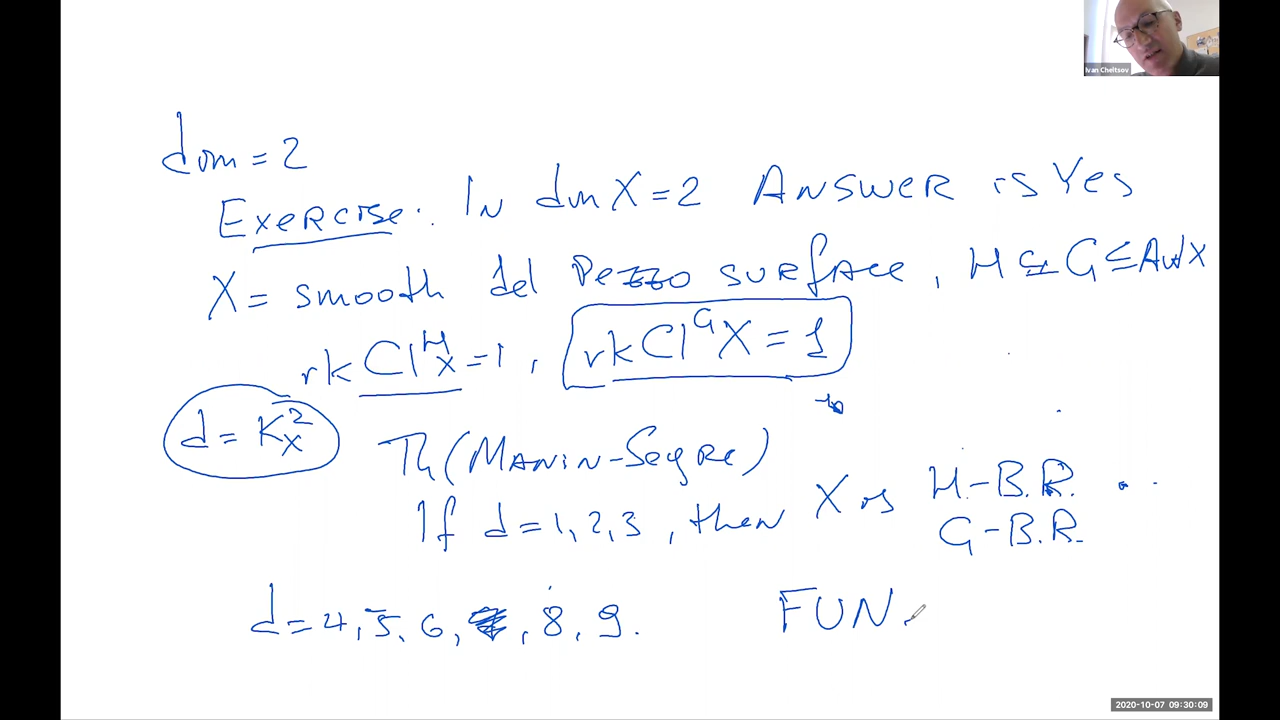 Ivan Cheltsov
dim = 2
Exercise: In dim X = 2 Answer is Yes
X = smooth del Pezzo surface, H ⊆ G ⊆ Aut X
rk Cl^H X = 1, rk Cl^G X = 1
d = K_X^2
Th (Manin-Segre)
If d = 1, 2, 3, then X is H-B.R.
G-B.R.
d = 4, 5, 6, , 8, 9.
FUN.
2020-10-07 09:30:09